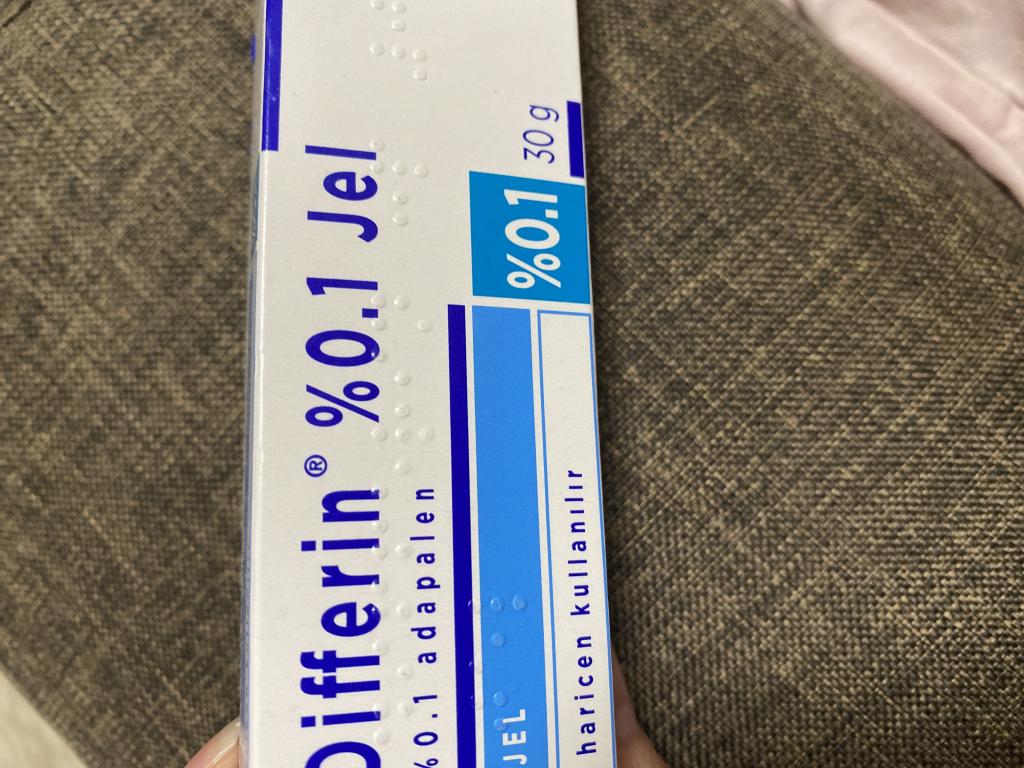 Differin® %0.1 Jel
%0.1 adapalen
%0.1
30 g
JEL
haricen kullanılır